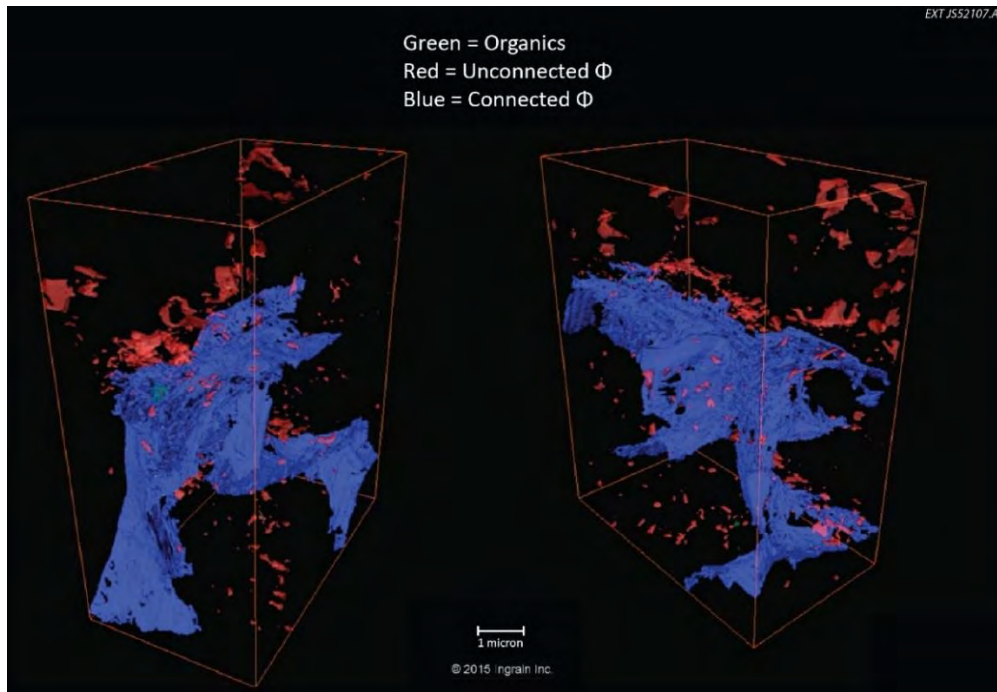 EXT JS52107.A
Green = Organics
Red = Unconnected Φ
Blue = Connected Φ
1 micron
© 2015 Ingrain Inc.